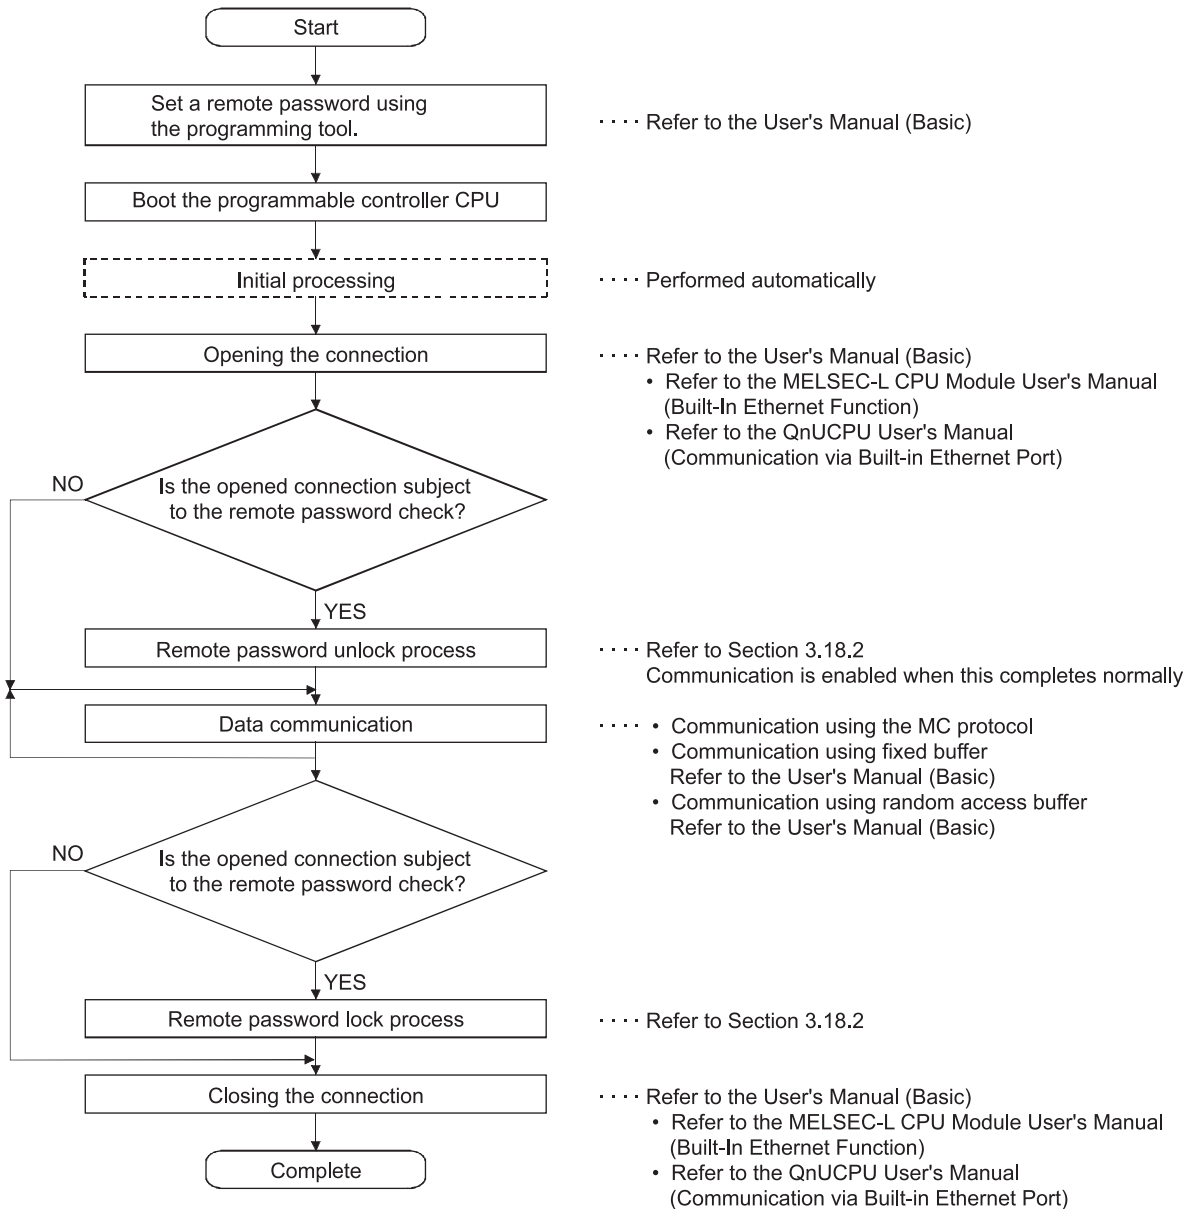 Start
Set a remote password using
the programming tool.
· · · · Refer to the User's Manual (Basic)
Boot the programmable controller CPU
Initial processing
· · · · Performed automatically
Opening the connection
· · · · Refer to the User's Manual (Basic)
• Refer to the MELSEC-L CPU Module User's Manual
(Built-In Ethernet Function)
• Refer to the QnUCPU User's Manual
(Communication via Built-in Ethernet Port)
NO
Is the opened connection subject
to the remote password check?
YES
Remote password unlock process
· · · · Refer to Section 3.18.2
Communication is enabled when this completes normally
Data communication
· · · · • Communication using the MC protocol
• Communication using fixed buffer
Refer to the User's Manual (Basic)
• Communication using random access buffer
Refer to the User's Manual (Basic)
NO
Is the opened connection subject
to the remote password check?
YES
Remote password lock process
· · · · Refer to Section 3.18.2
Closing the connection
· · · · Refer to the User's Manual (Basic)
• Refer to the MELSEC-L CPU Module User's Manual
(Built-In Ethernet Function)
• Refer to the QnUCPU User's Manual
(Communication via Built-in Ethernet Port)
Complete